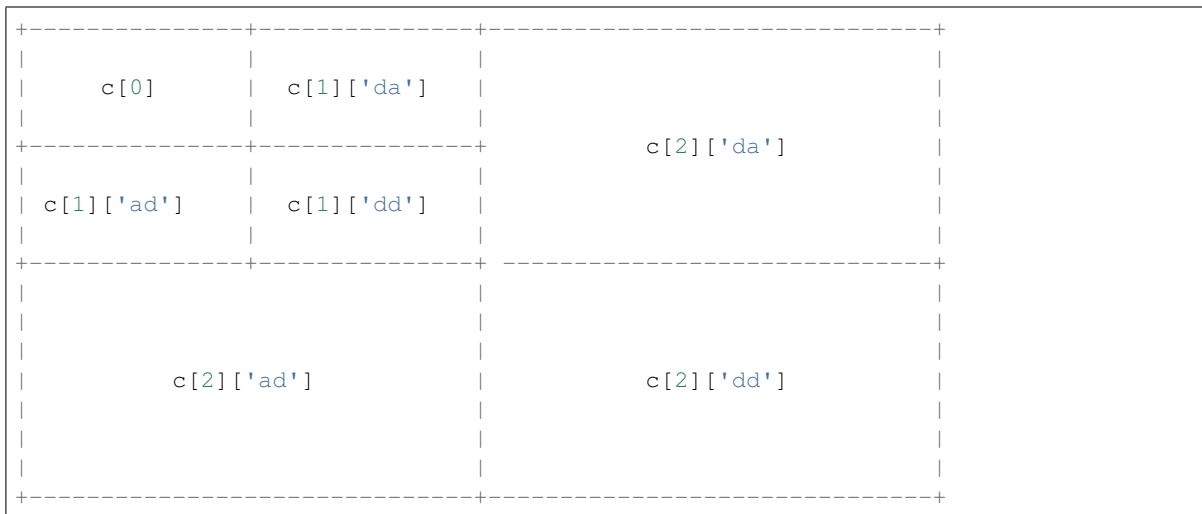 +---------------+---------------+-------------------------------+
|               |               |                               |
|     c[0]      |  c[1]['da']   |                               |
|               |               |                               |
+---------------+---------------+           c[2]['da']          |
|               |               |                               |
| c[1]['ad']    |  c[1]['dd']   |                               |
|               |               |                               |
+---------------+---------------+ ------------------------------+
|                               |                               |
|                               |                               |
|                               |                               |
|          c[2]['ad']           |           c[2]['dd']          |
|                               |                               |
|                               |                               |
|                               |                               |
+-------------------------------+-------------------------------+